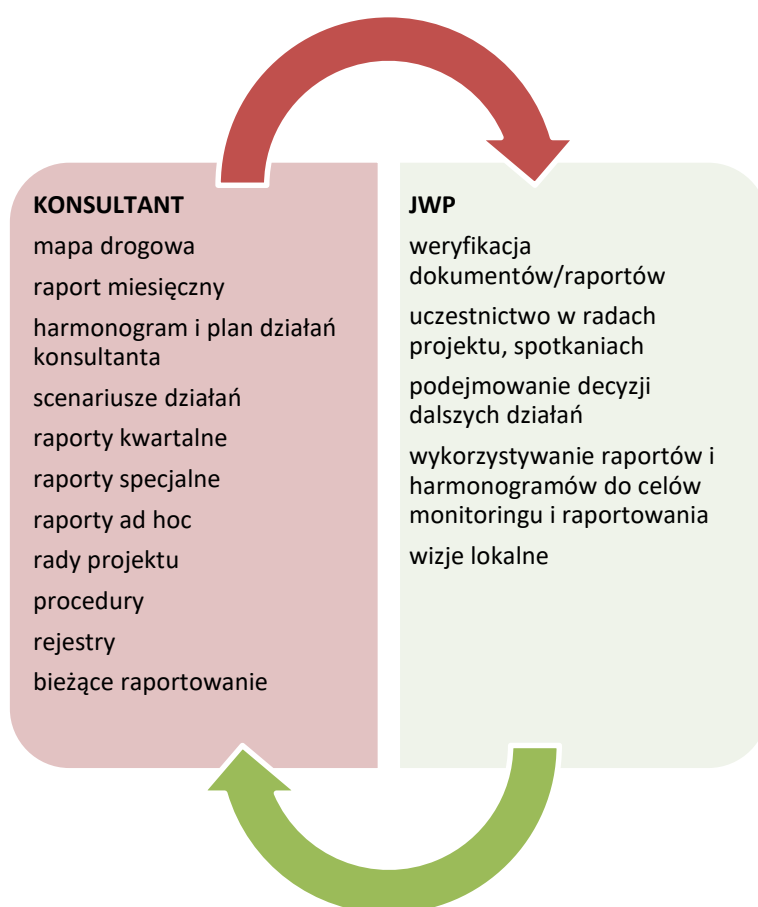 KONSULTANT
mapa drogowa
raport miesięczny
harmonogram i plan działań
konsultanta
scenariusze działań
raporty kwartalne
raporty specjalne
raporty ad hoc
rady projektu
procedury
rejestry
bieżące raportowanie
JWP
weryfikacja
dokumentów/raportów
uczestnictwo w radach
projektu, spotkaniach
podejmowanie decyzji
dalszych działań
wykorzystywanie raportów i
harmonogramów do celów
monitoringu i raportowania
wizje lokalne